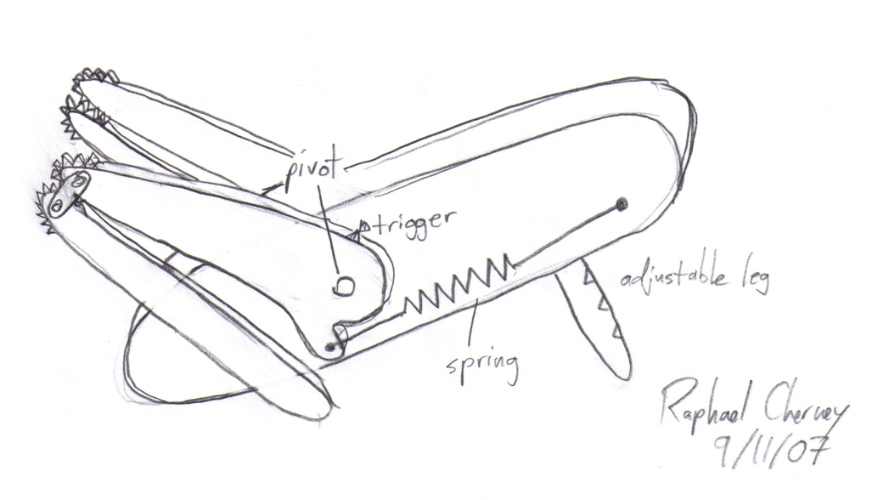 pivot
trigger
adjustable leg
spring
Raphael Cherney
9/11/07